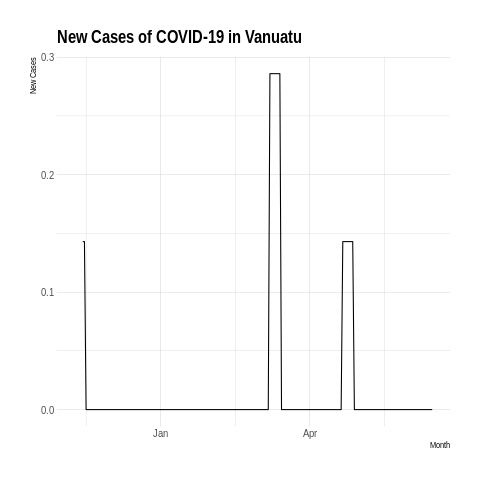 New Cases of COVID-19 in Vanuatu
New Cases
0.3
0.2
0.1
0.0
Jan
Apr
Month